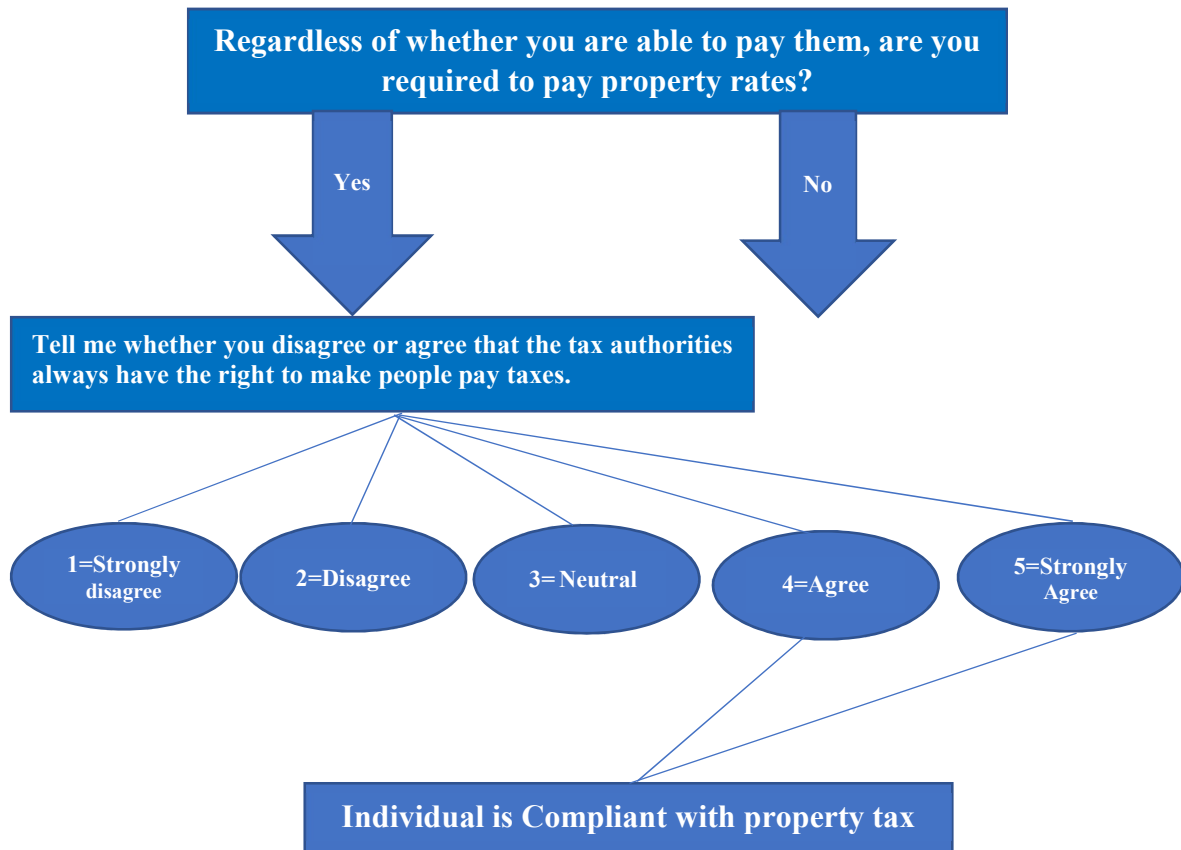 Regardless of whether you are able to pay them, are you
required to pay property rates?
Yes
No
Tell me whether you disagree or agree that the tax authorities
always have the right to make people pay taxes.
1=Strongly
disagree
2=Disagree
3= Neutral
4=Agree
5=Strongly
Agree
Individual is Compliant with property tax